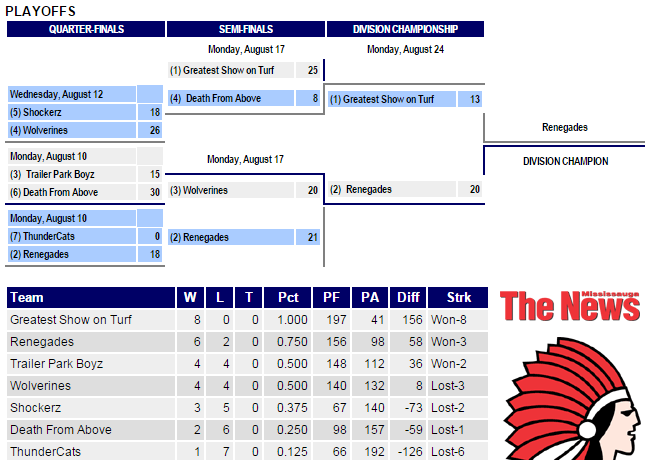 PLAYOFFS
QUARTER-FINALS SEMI-FINALS DIVISION CHAMPIONSHIP
Monday, August 17 Monday, August 24
(1) Greatest Show on Turf 25
Wednesday, August 12
(4) Death From Above 8
(1) Greatest Show on Turf 13
(5) Shockerz 18
(4) Wolverines 26
Renegades
Monday, August 10
Monday, August 17
DIVISION CHAMPION
(3) Trailer Park Boyz 15
(6) Death From Above 30
(3) Wolverines 20
(2) Renegades 20
Monday, August 10
(7) ThunderCats 0
(2) Renegades 21
(2) Renegades 18
Team W L T Pct PF PA Diff Strk
Greatest Show on Turf 8 0 0 1.000 197 41 156 Won-8
Renegades 6 2 0 0.750 156 98 58 Won-3
Trailer Park Boyz 4 4 0 0.500 148 112 36 Won-2
Wolverines 4 4 0 0.500 140 132 8 Lost-3
Shockerz 3 5 0 0.375 67 140 -73 Lost-2
Death From Above 2 6 0 0.250 98 157 -59 Lost-1
ThunderCats 1 7 0 0.125 66 192 -126 Lost-6
Mississauga
The News